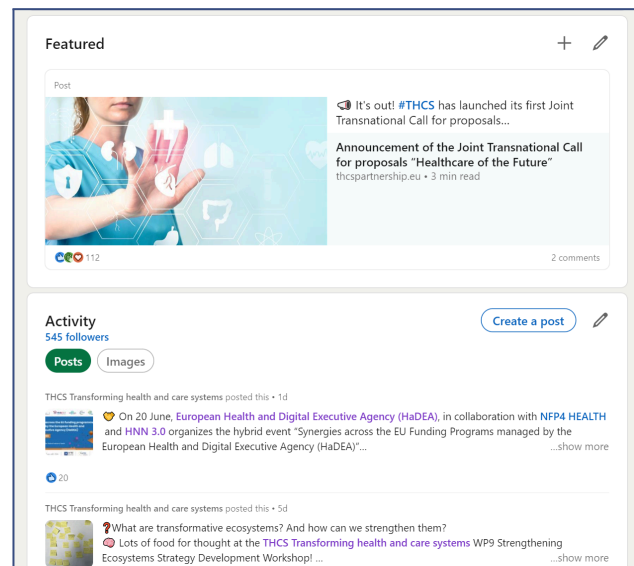 Featured
Post
It's out! #THCS has launched its first Joint
Transnational Call for proposals...
Announcement of the Joint Transnational Call
for proposals "Healthcare of the Future"
thcspartnership.eu • 3 min read
112
2 comments
Activity
545 followers
Create a post
Posts
Images
THCS Transforming health and care systems posted this • 1d
On 20 June, European Health and Digital Executive Agency (HaDEA), in collaboration with NFP4 HEALTH
and HNN 3.0 organizes the hybrid event "Synergies across the EU Funding Programs managed by the
European Health and Digital Executive Agency (HaDEA)"... ...show more
20
THCS Transforming health and care systems posted this • 5d
❓What are transformative ecosystems? And how can we strengthen them?
Lots of food for thought at the THCS Transforming health and care systems WP9 Strengthening
Ecosystems Strategy Development Workshop! ... ...show more